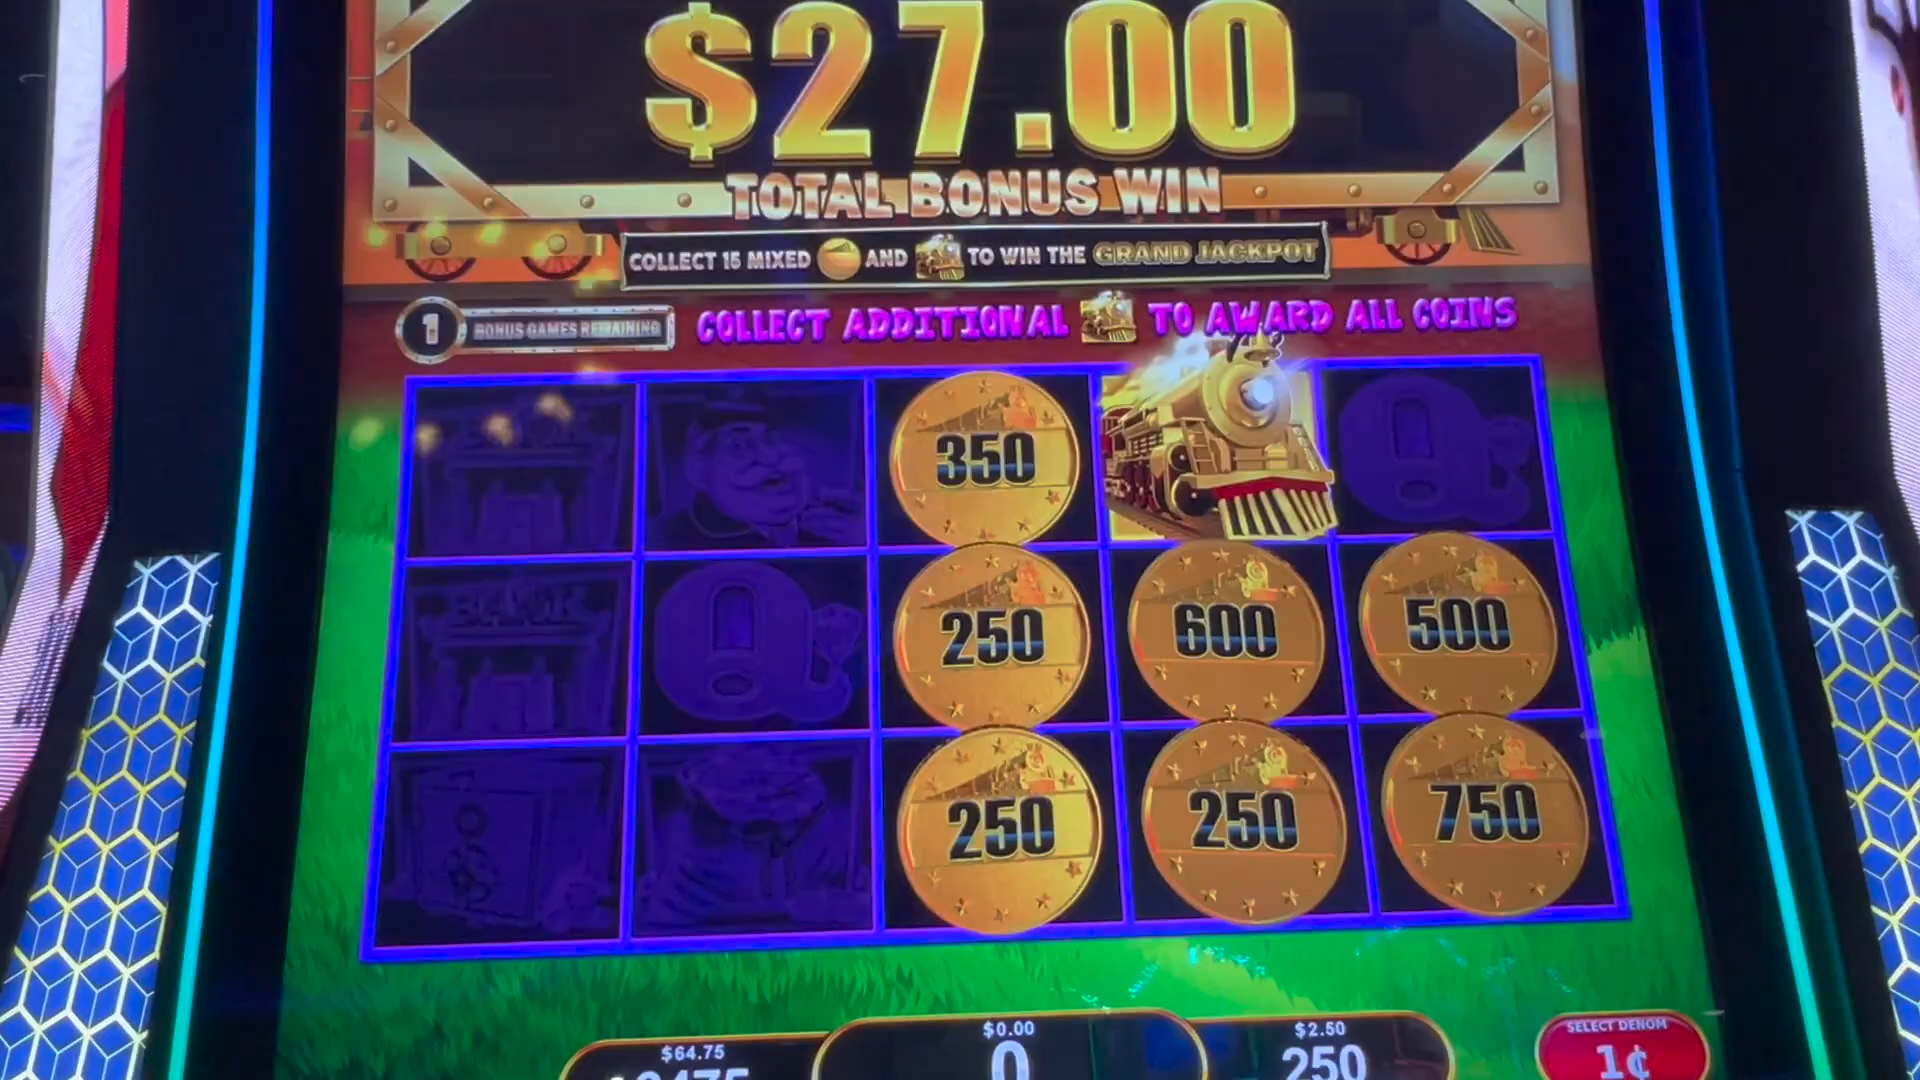 $27.00
TOTAL BONUS WIN
COLLECT 15 MIXED AND TO WIN THE GRAND JACKPOT
1 BONUS GAMES REMAINING
COLLECT ADDITIONAL TO AWARD ALL COINS
350
BANK
250 600 500
250 250 750
$64.75 $0.00 $2.50 SELECT DENOM
6475 0 250 1¢